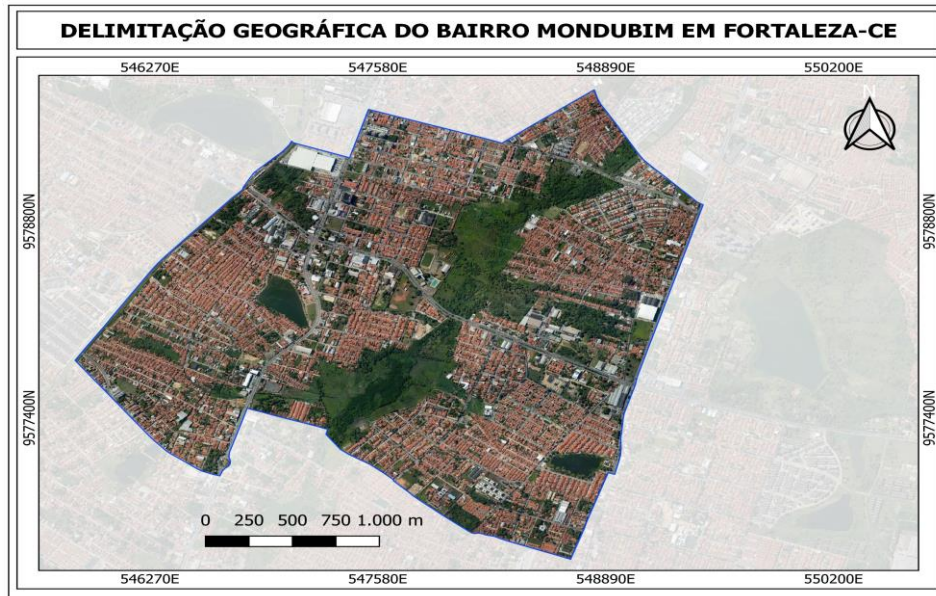 DELIMITAÇÃO GEOGRÁFICA DO BAIRRO MONDUBIM EM FORTALEZA-CE
546270E 547580E 548890E 550200E
N
9578800N 9578800N
9577400N 9577400N
0 250 500 750 1.000 m
546270E 547580E 548890E 550200E